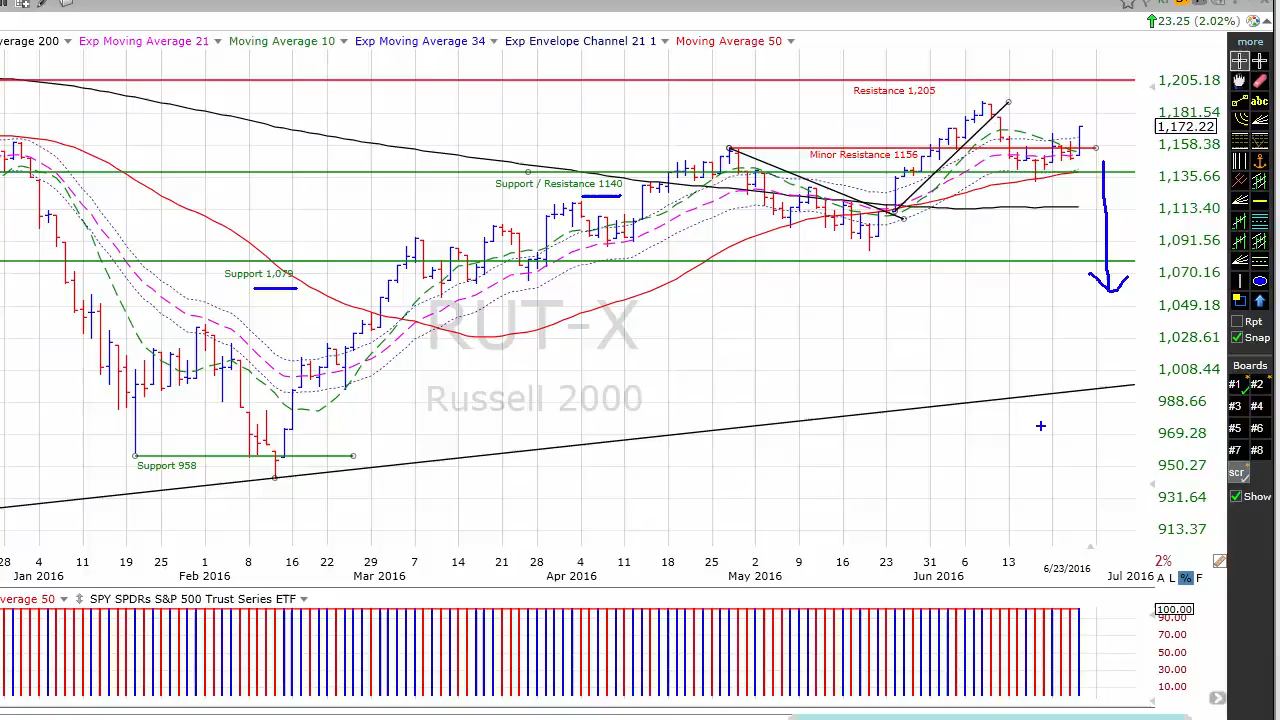 23.25 (2.02%)
verage 200 Exp Moving Average 21 Moving Average 10 Exp Moving Average 34 Exp Envelope Channel 21 1 Moving Average 50
more
1,205.18
Resistance 1,205
abc
1,181.54
1,172.22
1,158.38
Minor Resistance 1156
Support / Resistance 1140
1,135.66
1,113.40
1,091.56
Support 1,079
1,070.16
1,049.18
RUT-X
Rpt
1,028.61
Snap
Boards
1,008.44
#1 #2
Russell 2000
988.66
#3 #4
#5 #6
969.28
#7 #8
Support 958
950.27
scr
931.64
Show
913.37
28 4 11 19 25 1 8 16 22 29 7 14 21 28 4 11 18 25 2 9 16 23 31 6 13
2%
Jan 2016 Feb 2016 Mar 2016 Apr 2016 May 2016 Jun 2016 6/23/2016 Jul 2016 A L % F
verage 50 SPY SPDRs S&P 500 Trust Series ETF
100.00
90.00
70.00
50.00
30.00
10.00